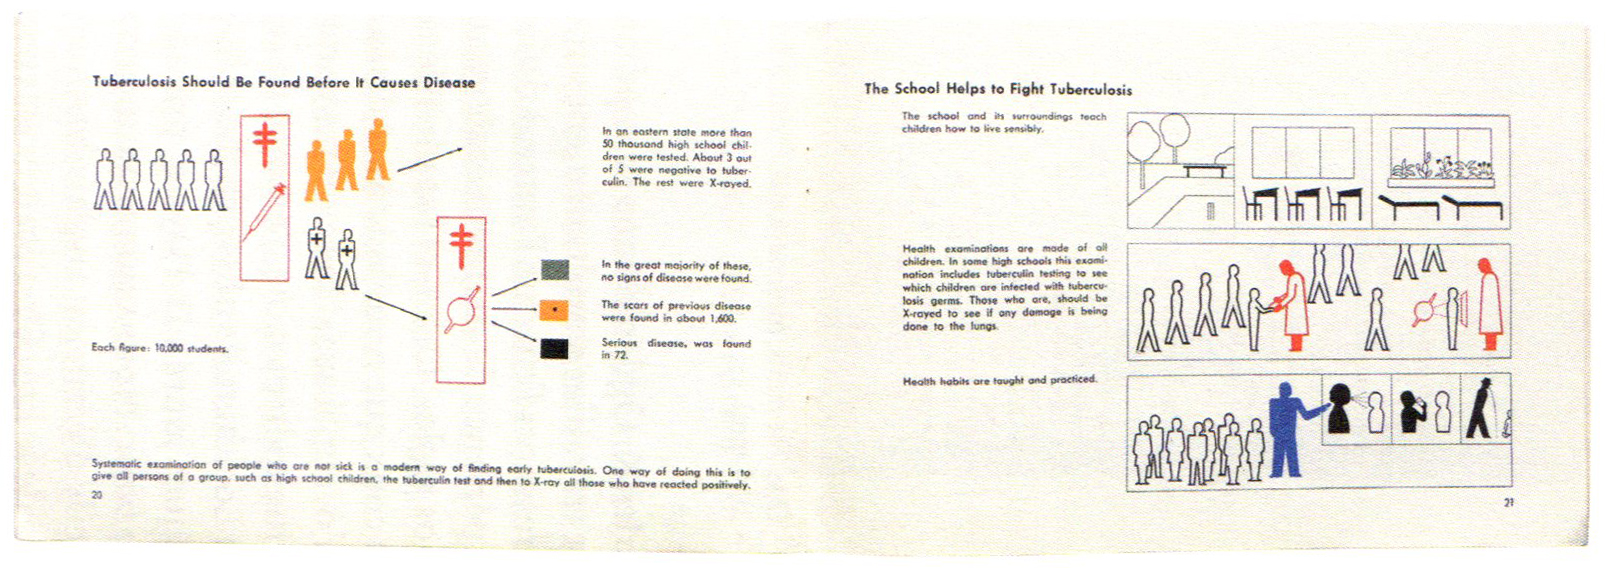 Tuberculosis Should Be Found Before It Causes Disease
In an eastern state more than
50 thousand high school chil-
dren were tested. About 3 out
of 5 were negative to tuber-
culin. The rest were X-rayed.
In the great majority of these,
no signs of disease were found.
The scars of previous disease
were found in about 1,600.
Serious disease, was found
in 72.
Each figure: 10,000 students.
Systematic examination of people who are not sick is a modern way of finding early tuberculosis. One way of doing this is to
give all persons of a group, such as high school children, the tuberculin test and then to X-ray all those who have reacted positively.
20
The School Helps to Fight Tuberculosis
The school and its surroundings teach
children how to live sensibly.
Health examinations are made of all
children. In some high schools this exami-
nation includes tuberculin testing to see
which children are infected with tubercu-
losis germs. Those who are, should be
X-rayed to see if any damage is being
done to the lungs.
Health habits are taught and practiced.
21